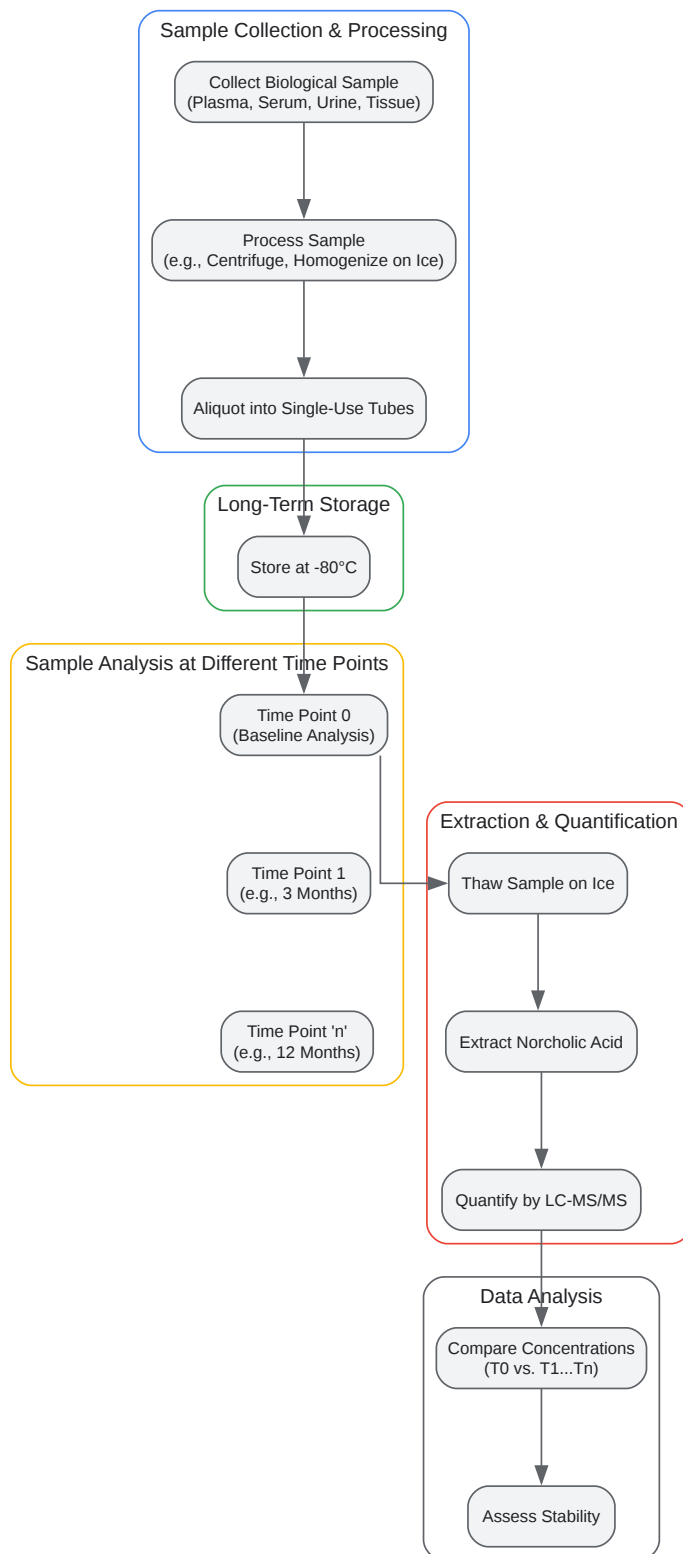 Sample Collection & Processing
Collect Biological Sample
(Plasma, Serum, Urine, Tissue)
Process Sample
(e.g., Centrifuge, Homogenize on Ice)
Aliquot into Single-Use Tubes
Long-Term Storage
Store at -80°C
Sample Analysis at Different Time Points
Time Point 0
(Baseline Analysis)
Time Point 1
(e.g., 3 Months)
Time Point 'n'
(e.g., 12 Months)
Extraction & Quantification
Thaw Sample on Ice
Extract Norcholic Acid
Quantify by LC-MS/MS
Data Analysis
Compare Concentrations
(T0 vs. T1...Tn)
Assess Stability